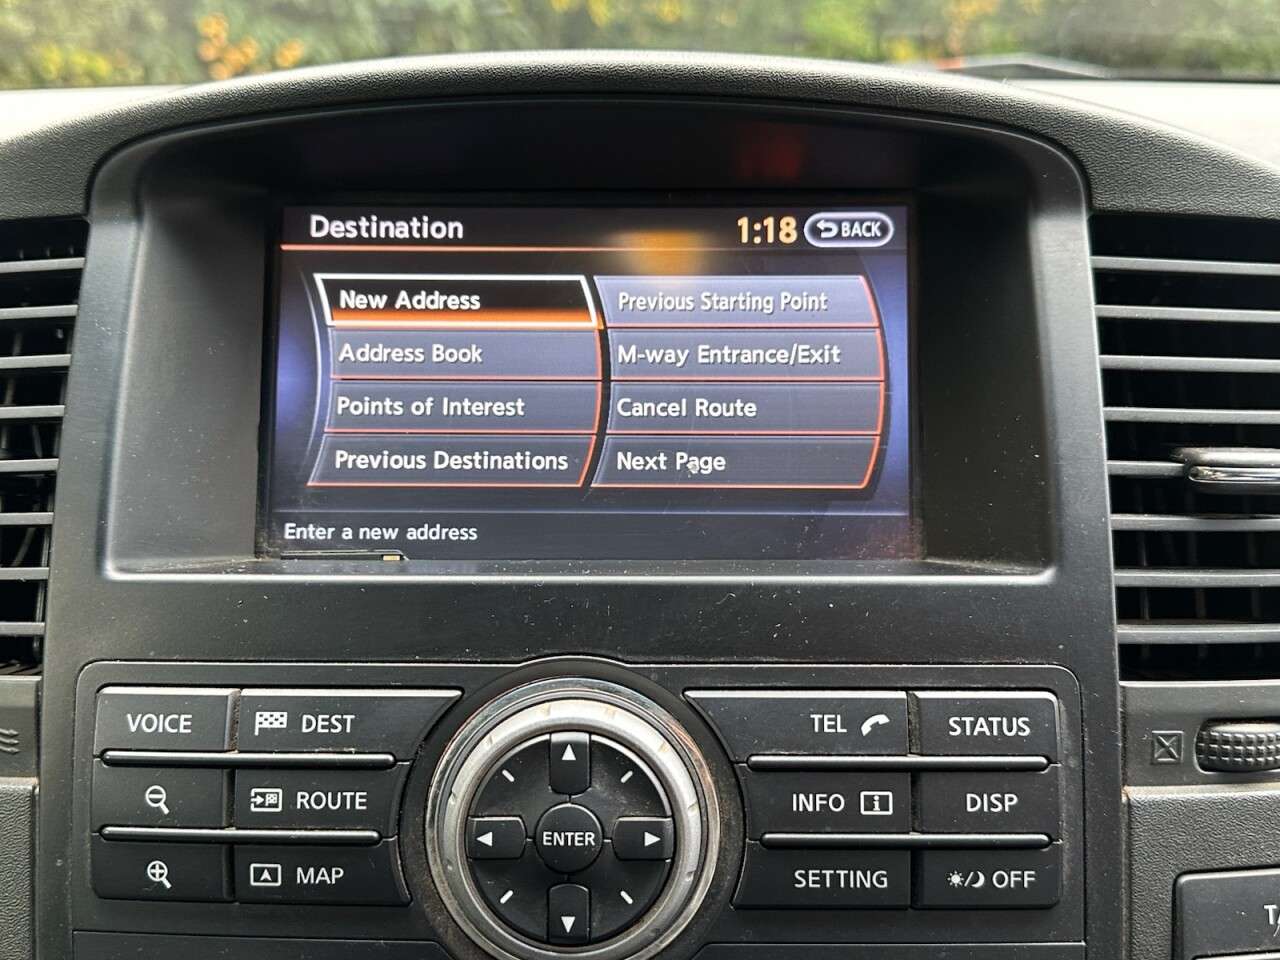 Destination 1:18 BACK
New Address
Previous Starting Point
Address Book
M-way Entrance/Exit
Points of Interest
Cancel Route
Previous Destinations
Next Page
Enter a new address
VOICE DEST TEL STATUS
ROUTE ENTER INFO i DISP
MAP SETTING OFF